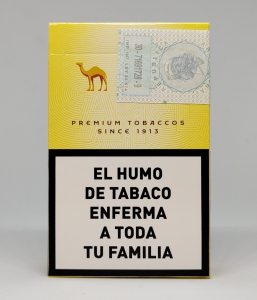 PREMIUM TOBACCOS
SINCE 1913
EL HUMO
DE TABACO
ENFERMA
A TODA
TU FAMILIA